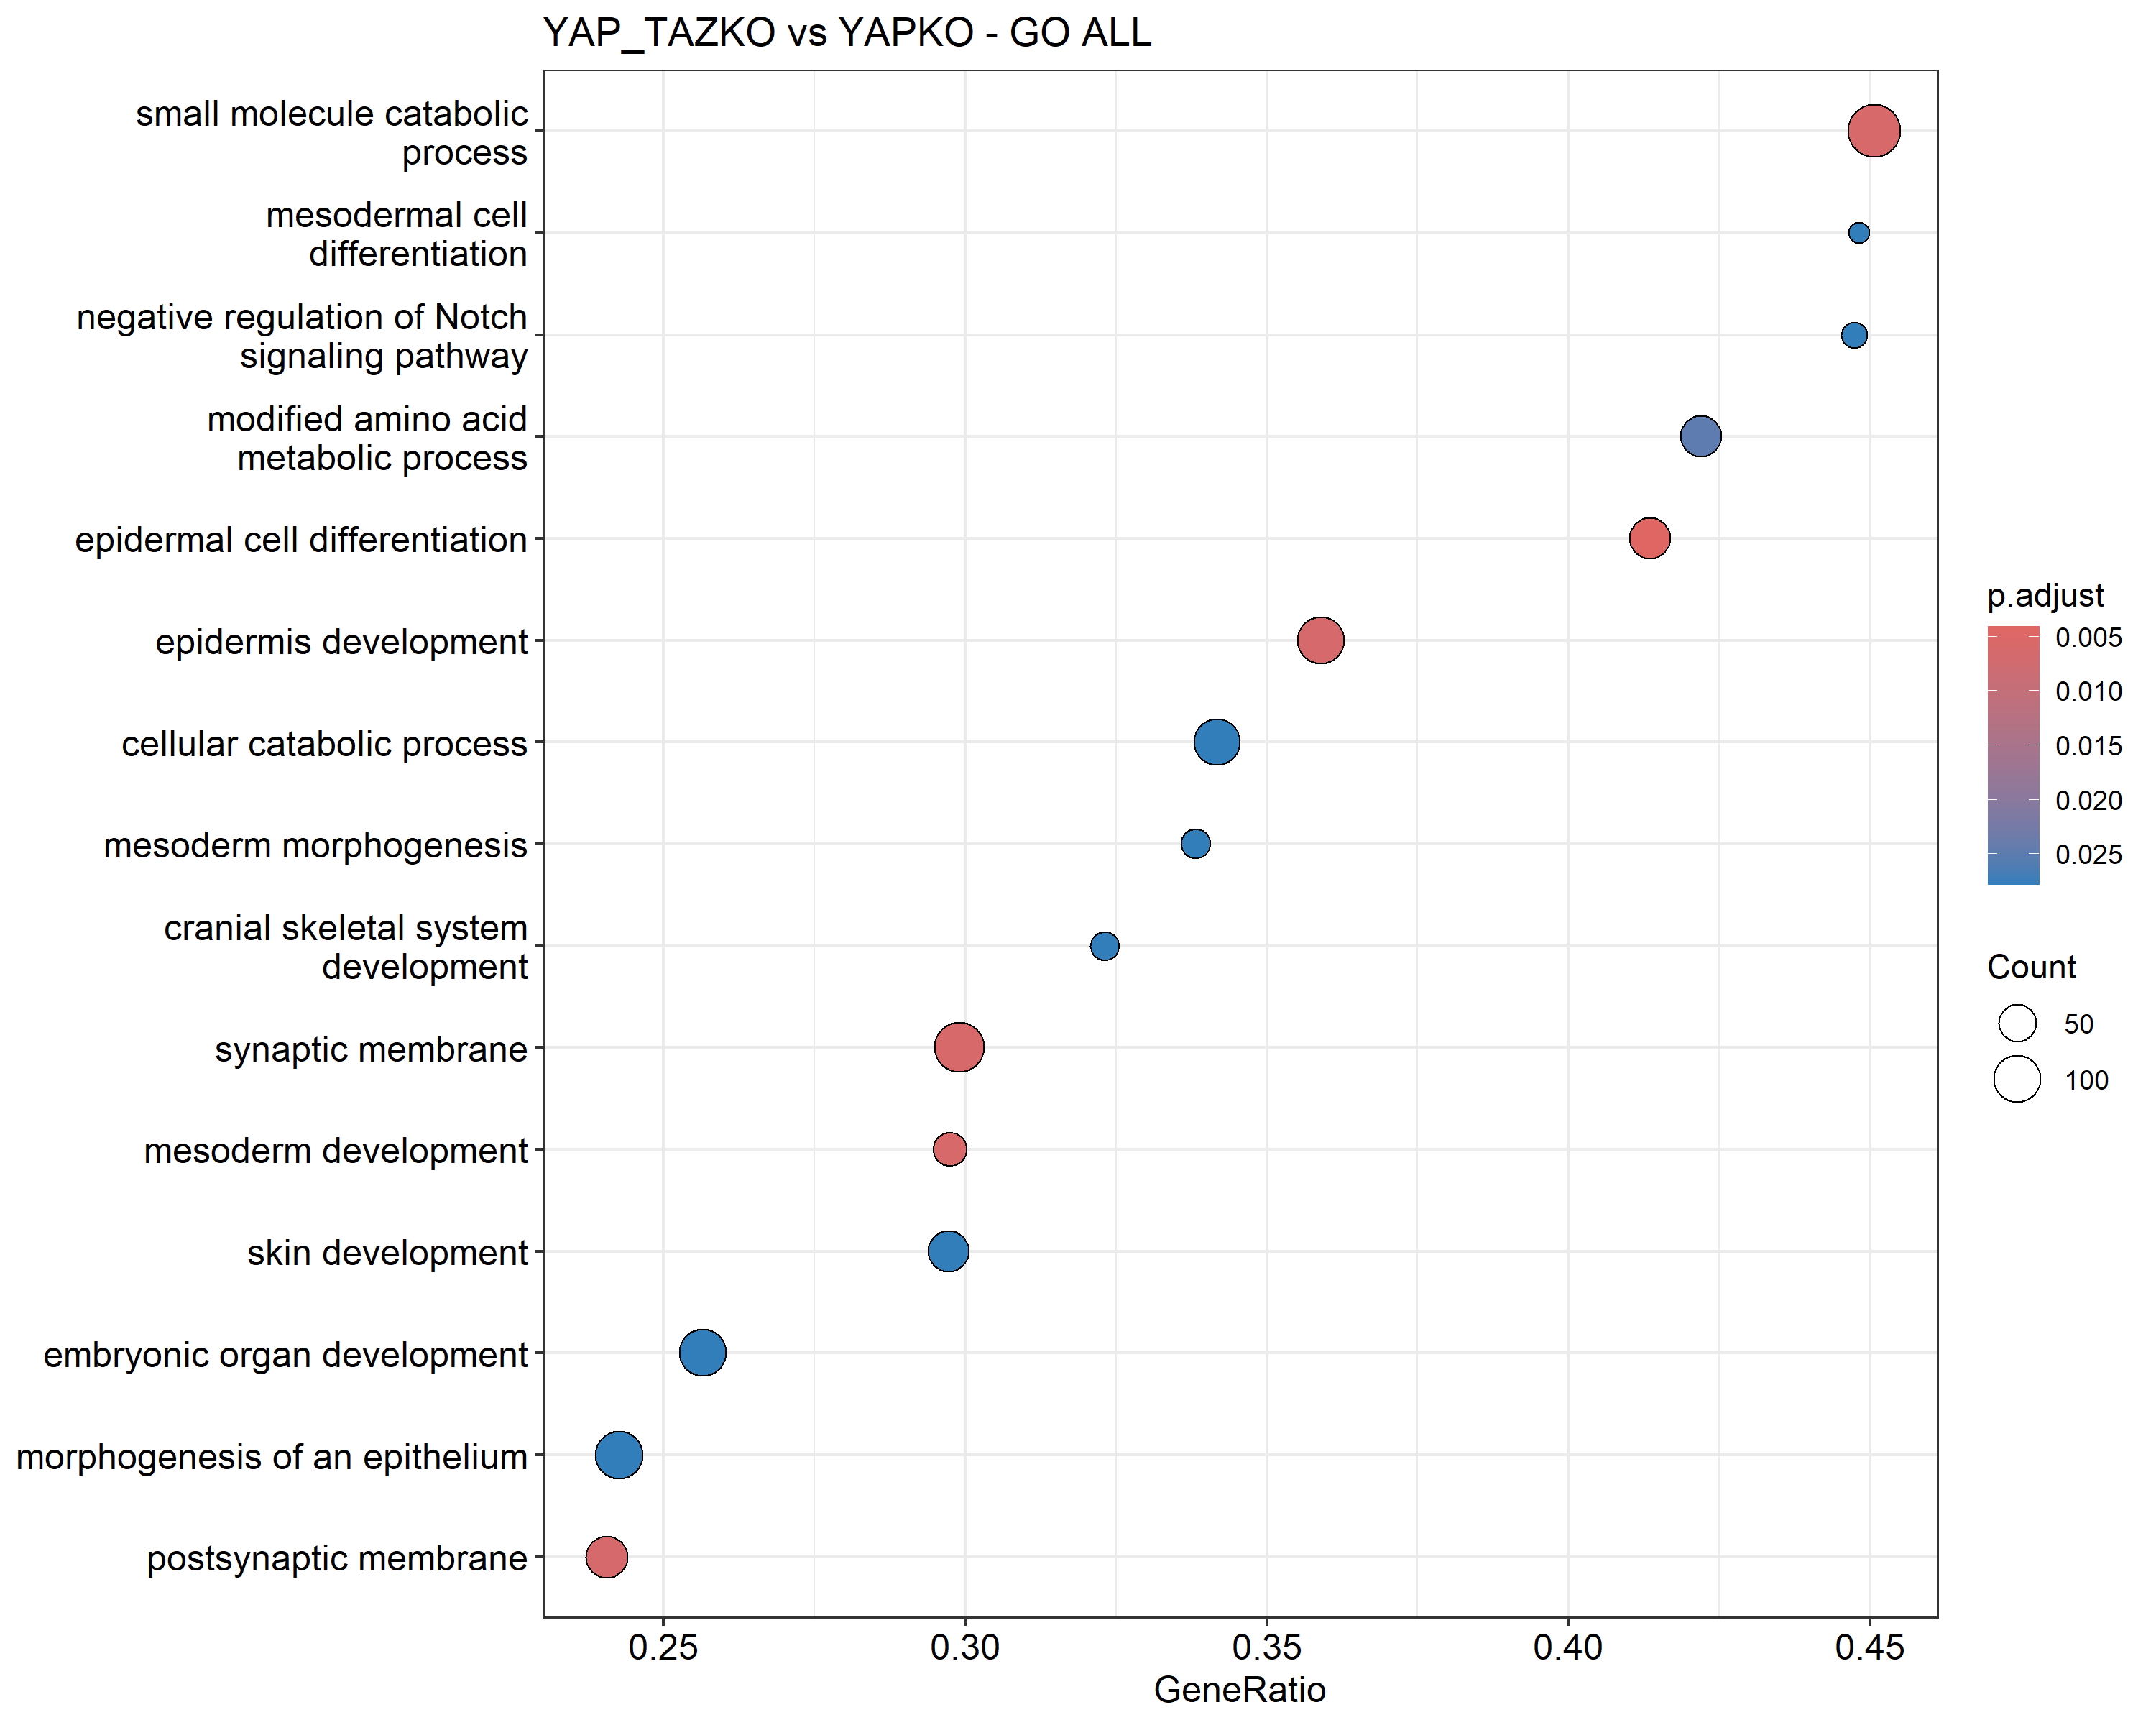 YAP_TAZKO vs YAPKO - GO ALL
small molecule catabolic
process
mesodermal cell
differentiation
negative regulation of Notch
signaling pathway
modified amino acid
metabolic process
epidermal cell differentiation
epidermis development
cellular catabolic process
mesoderm morphogenesis
cranial skeletal system
development
synaptic membrane
mesoderm development
skin development
embryonic organ development
morphogenesis of an epithelium
postsynaptic membrane
0.25 0.30 0.35 0.40 0.45
GeneRatio
p.adjust
0.005
0.010
0.015
0.020
0.025
Count
50
100